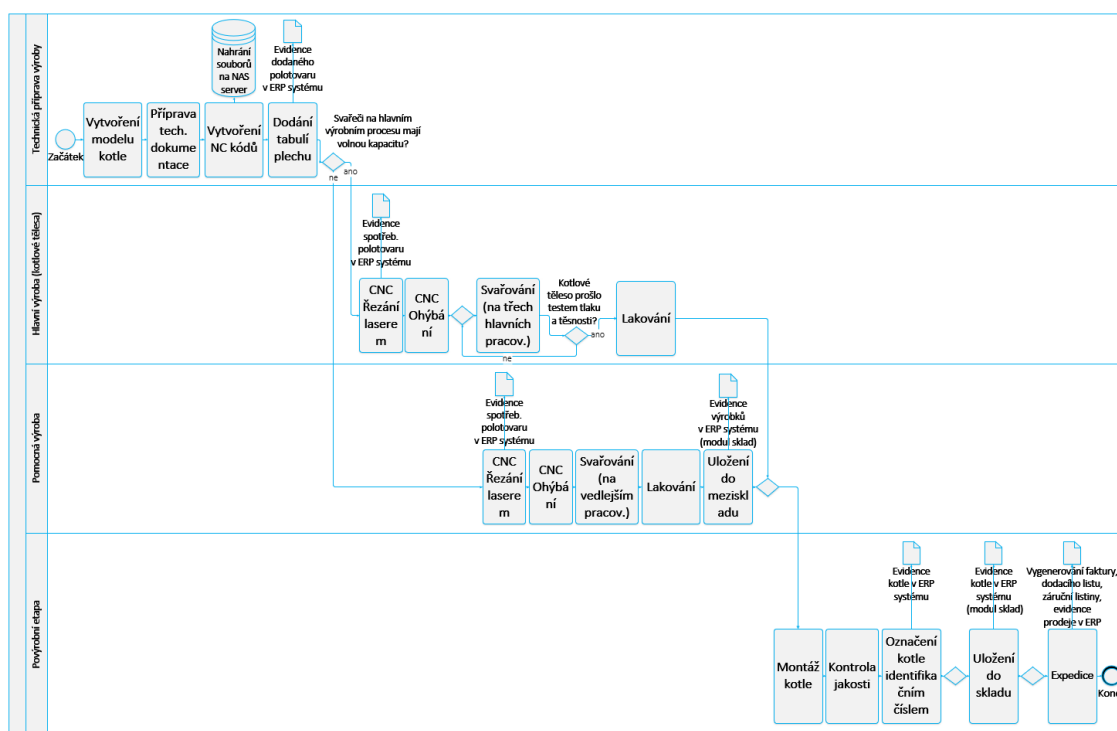 Technická příprava výroby
Začátek
Vytvoření
modelu
kotle
Příprava
tech.
dokume
ntace
Nahrání
souborů
na NAS
server
Vytvoření
NC kódů
Evidence
dodaného
polotovaru
v ERP systému
Dodání
tabulí
plechu
Svařeči na hlavním
výrobním procesu mají
volnou kapacitu?
ne
ano
Hlavní výroba (kotlové tělesa)
Evidence
spotřeb.
polotovaru
v ERP systému
CNC
Řezání
lasere
m
CNC
Ohýbá
ní
Svařování
(na třech
hlavních
pracov.)
Kotlové
těleso prošlo
testem tlaku
a těsnosti?
ano
ne
Lakování
Pomocná výroba
Evidence
spotřeb.
polotovaru
v ERP systému
CNC
Řezání
lasere
m
CNC
Ohýbá
ní
Svařování
(na
vedlejším
pracov.)
Lakování
Evidence
výrobků
v ERP systému
(modul sklad)
Uložení
do
meziskl
adu
Povýrobní etapa
Montáž
kotle
Kontrola
jakosti
Evidence
kotle v ERP
systému
Označení
kotle
identifika
čním
číslem
Evidence
kotle v ERP
systému
(modul sklad)
Uložení
do
skladu
Vygenerování faktury,
dodacího listu,
záruční listiny,
evidence
prodeje v ERP
Expedice
Kone